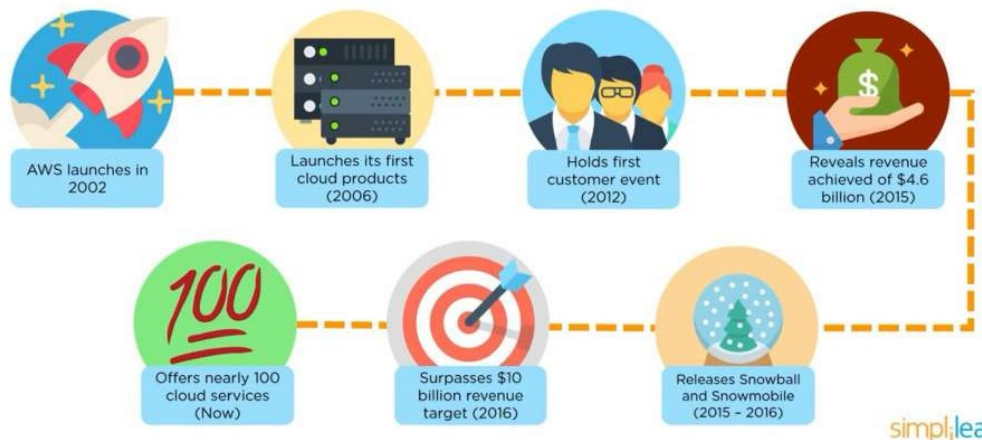 AWS launches in
2002
Launches its first
cloud products
(2006)
Holds first
customer event
(2012)
$
Reveals revenue
achieved of $4.6
billion (2015)
Releases Snowball
and Snowmobile
(2015 – 2016)
Surpasses $10
billion revenue
target (2016)
100
Offers nearly 100
cloud services
(Now)
simplilea